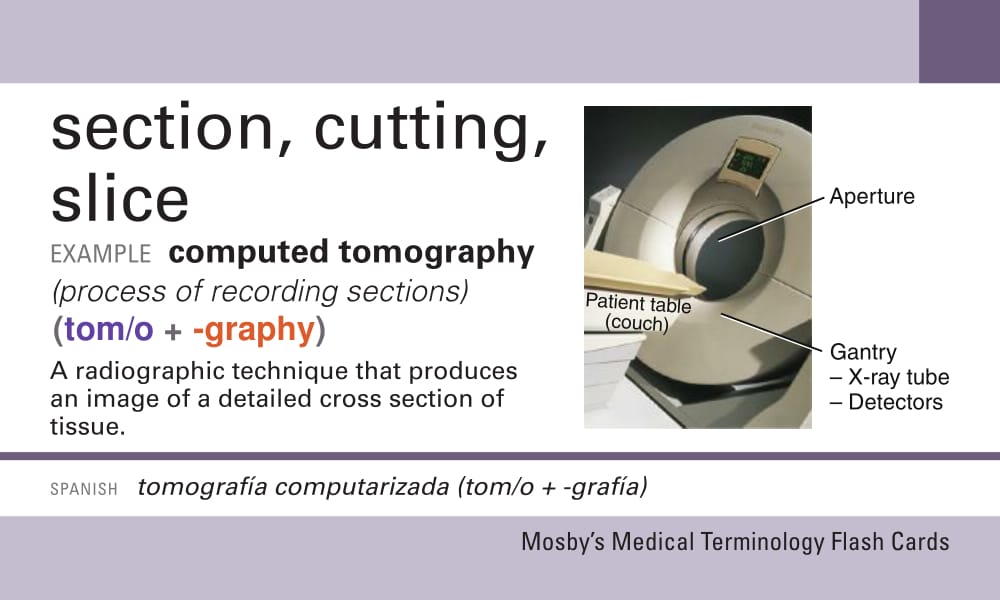 section, cutting,
slice
EXAMPLE computed tomography
(process of recording sections)
(tom/o + -graphy)
A radiographic technique that produces
an image of a detailed cross section of
tissue.
Aperture
Patient table
(couch)
Gantry
– X-ray tube
– Detectors
SPANISH tomografía computarizada (tom/o + -grafía)
Mosby’s Medical Terminology Flash Cards